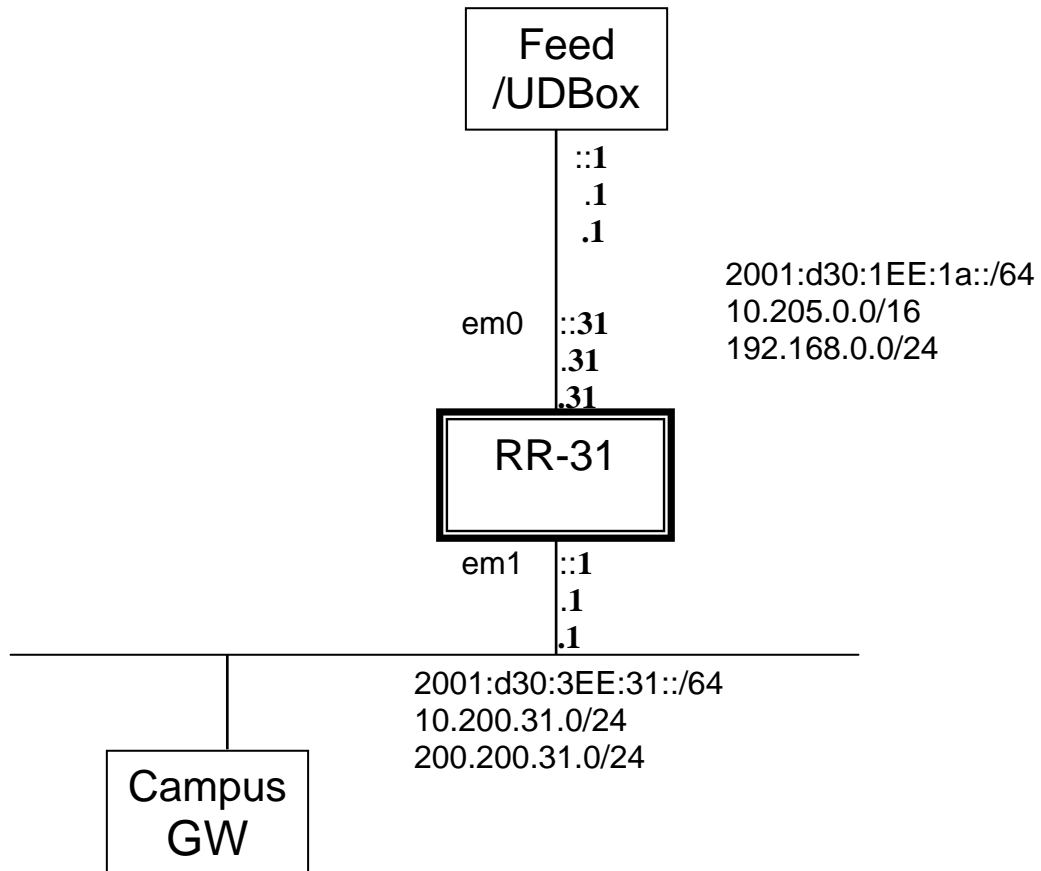 Feed
/UDBox
::1
.1
.1
2001:d30:1EE:1a::/64
10.205.0.0/16
192.168.0.0/24
em0
::31
.31
.31
RR-31
em1
::1
.1
.1
2001:d30:3EE:31::/64
10.200.31.0/24
200.200.31.0/24
Campus
GW